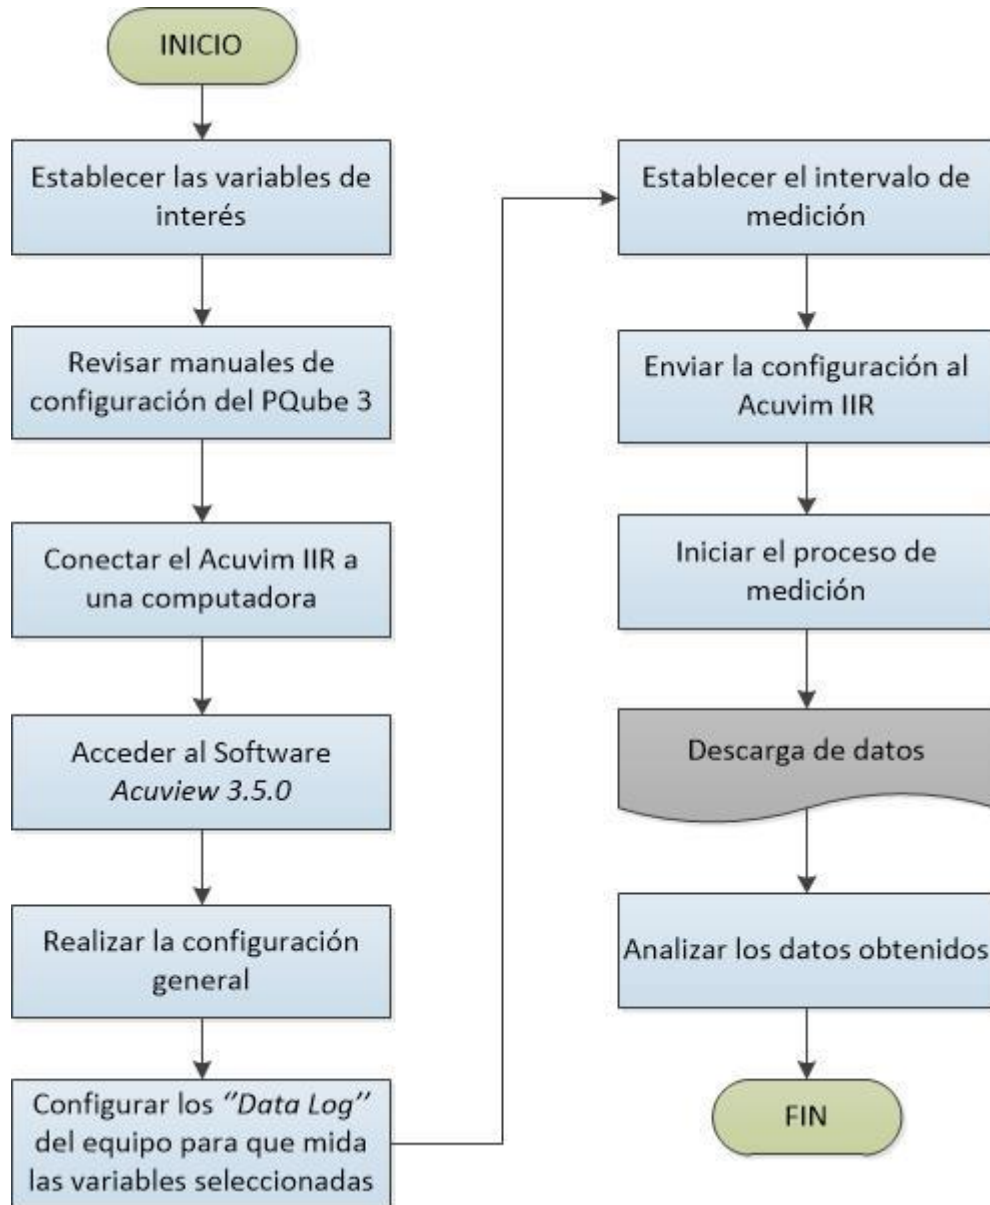 INICIO
Establecer las variables de
interés
Revisar manuales de
configuración del PQube 3
Conectar el Acuvim IIR a
una computadora
Acceder al Software
Acuview 3.5.0
Realizar la configuración
general
Configurar los “Data Log”
del equipo para que mida
las variables seleccionadas
Establecer el intervalo de
medición
Enviar la configuración al
Acuvim IIR
Iniciar el proceso de
medición
Descarga de datos
Analizar los datos obtenidos
FIN